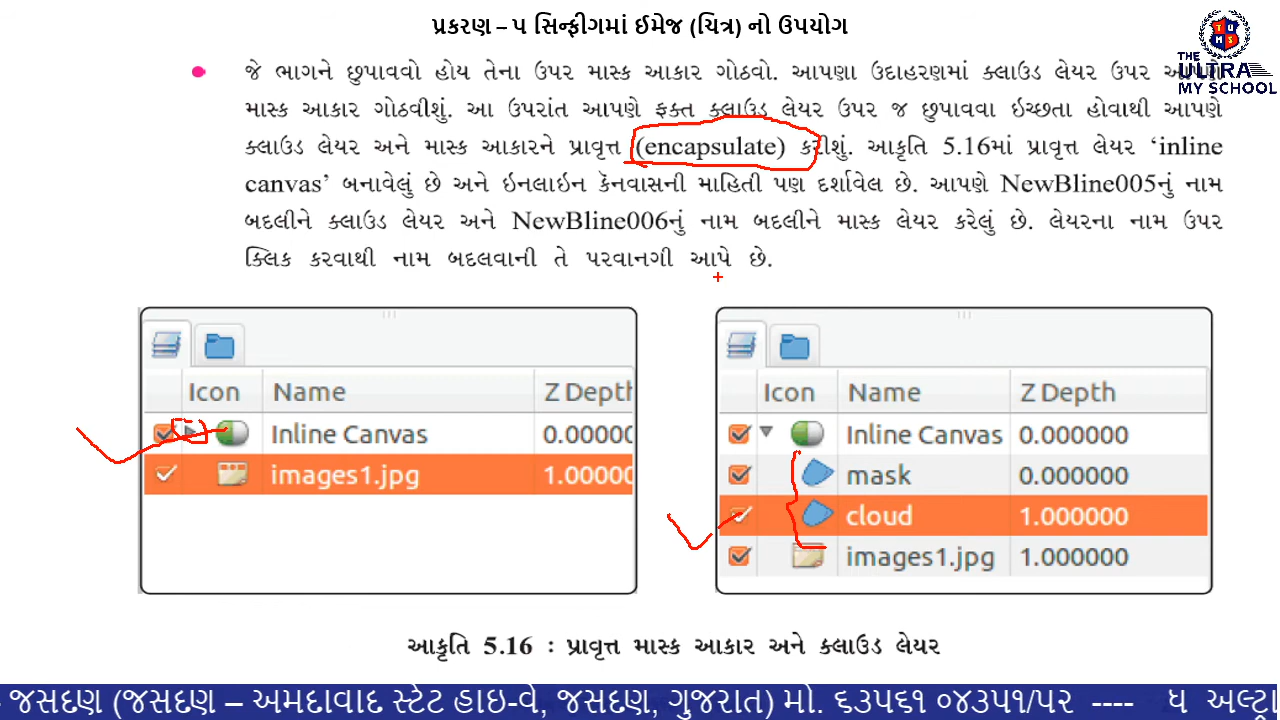 પ્રકરણ – ૫ સિન્ફીગમાં ઈમેજ (ચિત્ર) નો ઉપયોગ
THE
ULTRA
MY SCHOOL
જે ભાગને છુપાવવો હોય તેના ઉપર માસ્ક આકાર ગોઠવો. આપણા ઉદાહરણમાં ક્લાઉડ લેયર ઉપર આપણે
માસ્ક આકાર ગોઠવીશું. આ ઉપરાંત આપણે ફક્ત ક્લાઉડ લેયર ઉપર જ છુપાવવા ઇચ્છતા હોવાથી આપણે
ક્લાઉડ લેયર અને માસ્ક આકારને પ્રાવૃત્ત (encapsulate) કરીશું. આકૃતિ 5.16માં પ્રાવૃત્ત લેયર ‘inline
canvas’ બનાવેલું છે અને ઇનલાઇન કૅનવાસની માહિતી પણ દર્શાવેલ છે. આપણે NewBline005નું નામ
બદલીને ક્લાઉડ લેયર અને NewBline006નું નામ બદલીને માસ્ક લેયર કરેલું છે. લેયરના નામ ઉપર
ક્લિક કરવાથી નામ બદલવાની તે પરવાનગી આપે છે.
Icon Name Z Depth
Inline Canvas 0.00000
images1.jpg 1.00000
Icon Name Z Depth
Inline Canvas 0.000000
mask 0.000000
cloud 1.000000
images1.jpg 1.000000
આકૃતિ 5.16 : પ્રાવૃત્ત માસ્ક આકાર અને ક્લાઉડ લેયર
જસદણ (જસદણ – અમદાવાદ સ્ટેટ હાઇ-વે, જસદણ, ગુજરાત) મો. ૬૩૫૬૧ ૦૪૩૫૧/૫૨ ---- ધ અલ્ટ્રા